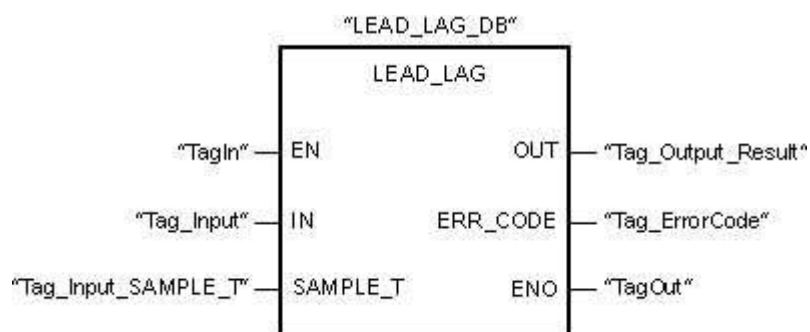 "LEAD_LAG_DB"
LEAD_LAG
"TagIn" EN OUT "Tag_Output_Result"
"Tag_Input" IN ERR_CODE "Tag_ErrorCode"
"Tag_Input_SAMPLE_T" SAMPLE_T ENO "TagOut"